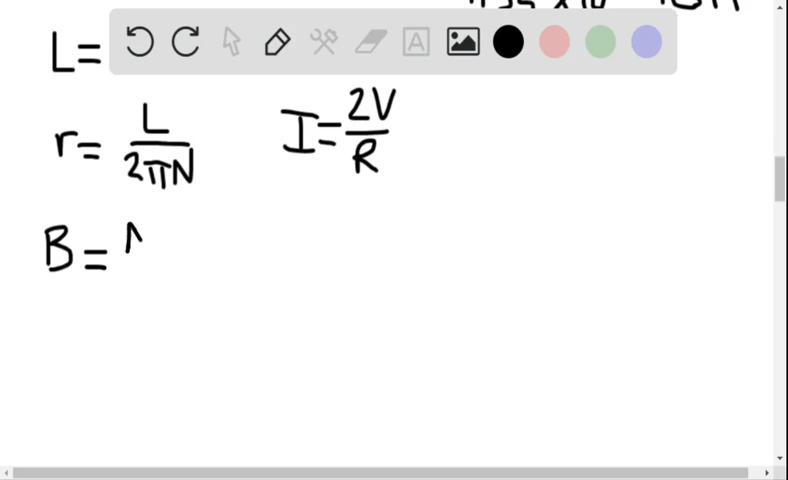 L=
r= L/2πN I= 2V/R
B=